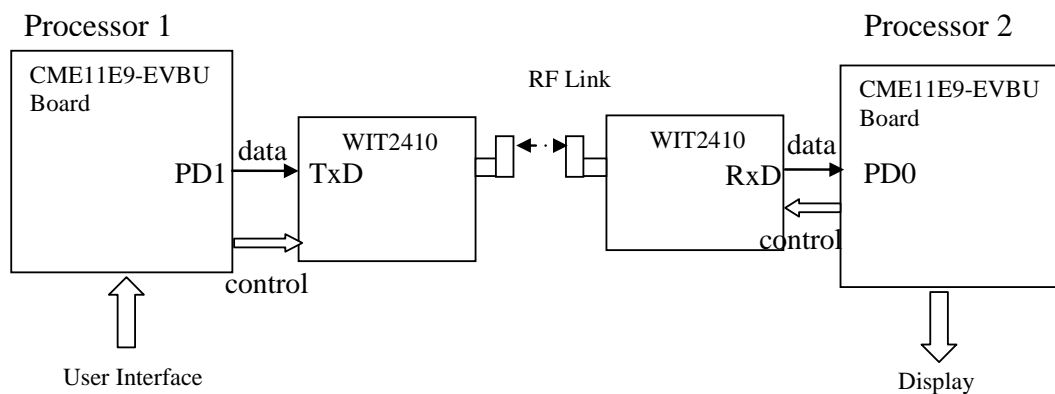 Processor 1
Processor 2
CME11E9-EVBU
Board
RF Link
CME11E9-EVBU
Board
WIT2410
WIT2410
data
data
PD1
TxD
RxD
PD0
control
control
User Interface
Display